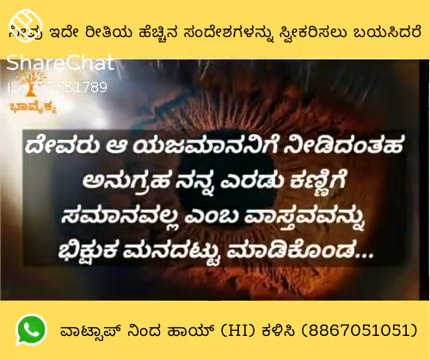 ನೀವು ಇದೇ ರೀತಿಯ ಹೆಚ್ಚಿನ ಸಂದೇಶಗಳನ್ನು ಸ್ವೀಕರಿಸಲು ಬಯಸಿದರೆ
ShareChat
ಭಾವೈಕ್ಯ
ದೇವರು ಆ ಯಜಮಾನನಿಗೆ ನೀಡಿದಂತಹ
ಅನುಗ್ರಹ ನನ್ನ ಎರಡು ಕಣ್ಣಿಗೆ
ಸಮಾನವಲ್ಲ ಎಂಬ ವಾಸ್ತವವನ್ನು
ಭಿಕ್ಷುಕ ಮನದಟ್ಟು ಮಾಡಿಕೊಂಡ...
ವಾಟ್ಸಾಪ್ ನಿಂದ ಹಾಯ್ (HI) ಕಳಿಸಿ (8867051051)